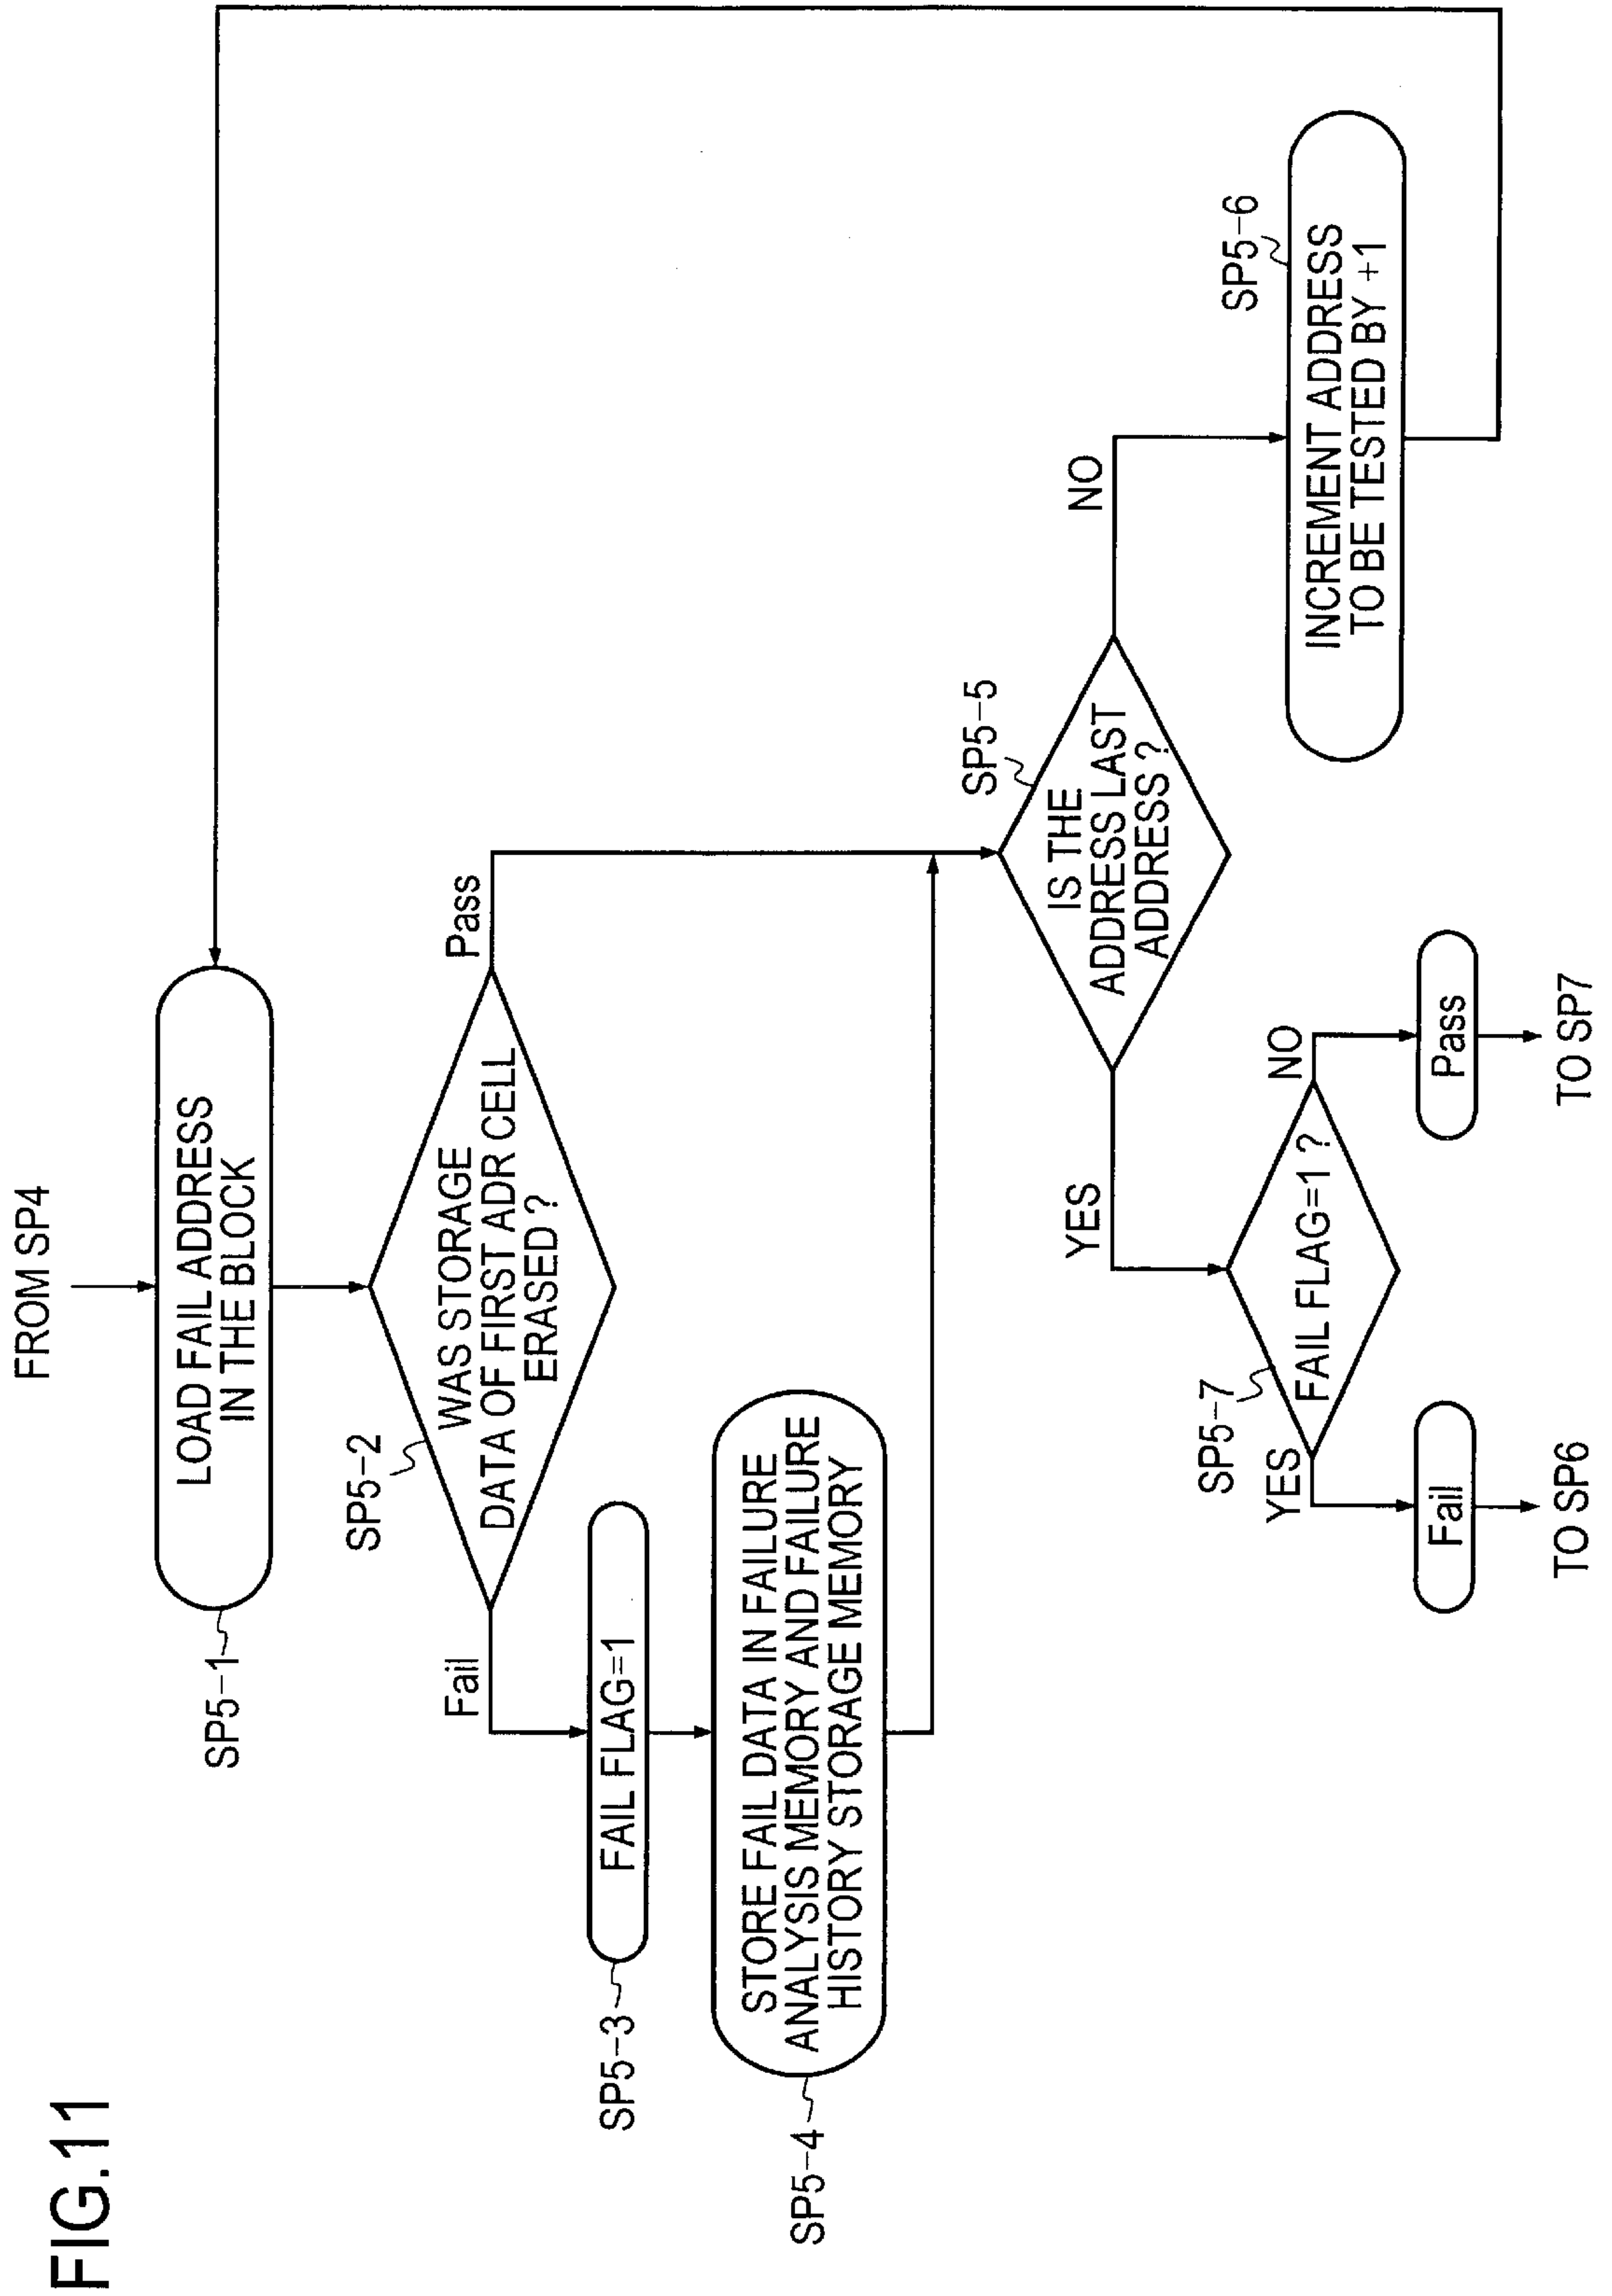 FIG.11
FROM SP4
SP5-1
LOAD FAIL ADDRESS
IN THE BLOCK
SP5-2
WAS STORAGE
DATA OF FIRST ADR CELL
ERASED ?
Fail
Pass
SP5-3
FAIL FLAG=1
SP5-4
STORE FAIL DATA IN FAILURE
ANALYSIS MEMORY AND FAILURE
HISTORY STORAGE MEMORY
SP5-5
IS THE
ADDRESS LAST
ADDRESS ?
YES
NO
SP5-6
INCREMENT ADDRESS
TO BE TESTED BY +1
SP5-7
FAIL FLAG=1 ?
YES
NO
Fail
Pass
TO SP6
TO SP7